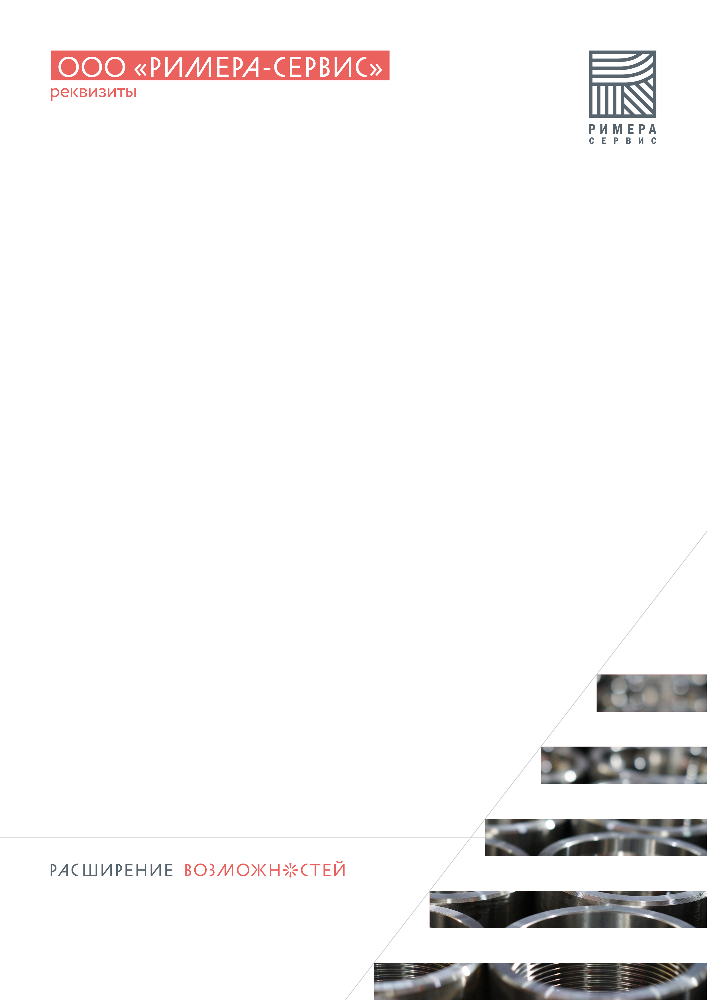 ООО «РИМЕРА-СЕРВИС»
реквизиты
РИМЕРА
СЕРВИС
РАСШИРЕНИЕ ВОЗМОЖНОСТЕЙ